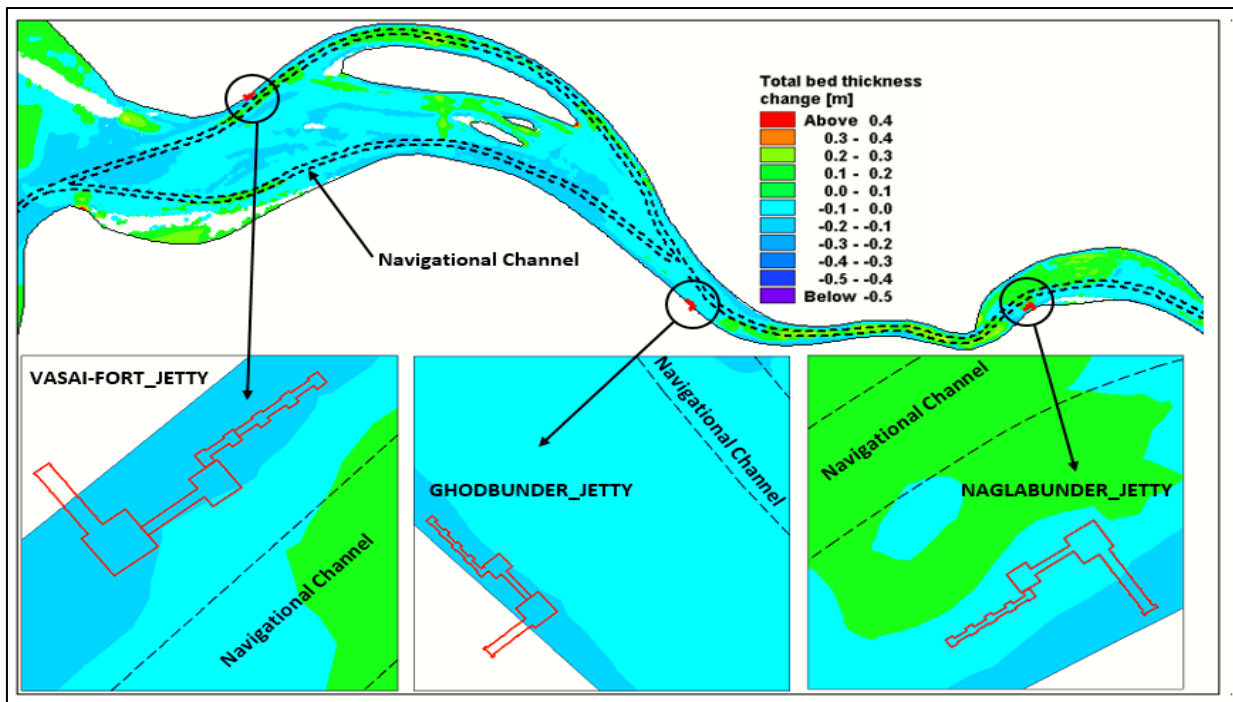 Total bed thickness
change [m]
Above 0.4
0.3 - 0.4
0.2 - 0.3
0.1 - 0.2
0.0 - 0.1
-0.1 - 0.0
-0.2 - -0.1
-0.3 - -0.2
-0.4 - -0.3
-0.5 - -0.4
Below -0.5
Navigational Channel
VASAI-FORT_JETTY
Navigational Channel
GHODBUNDER_JETTY
Navigational Channel
Navigational Channel
NAGLABUNDER_JETTY